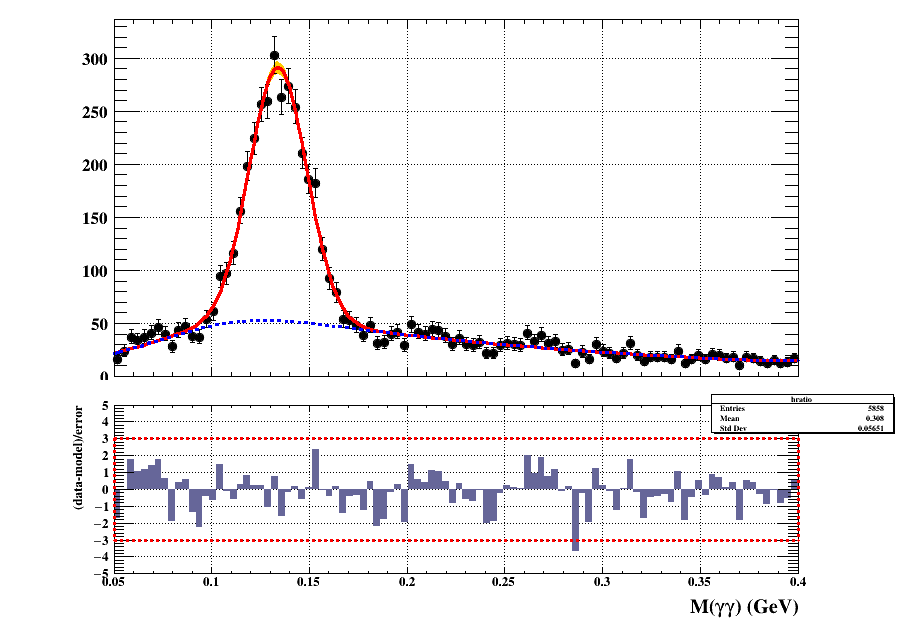 300
250
200
150
100
50
0
hratio
Entries 5858
Mean 0.308
Std Dev 0.05651
(data-model)/error
5
4
3
2
1
0
−1
−2
−3
−4
−5
0.05 0.1 0.15 0.2 0.25 0.3 0.35 0.4
M(γγ) (GeV)